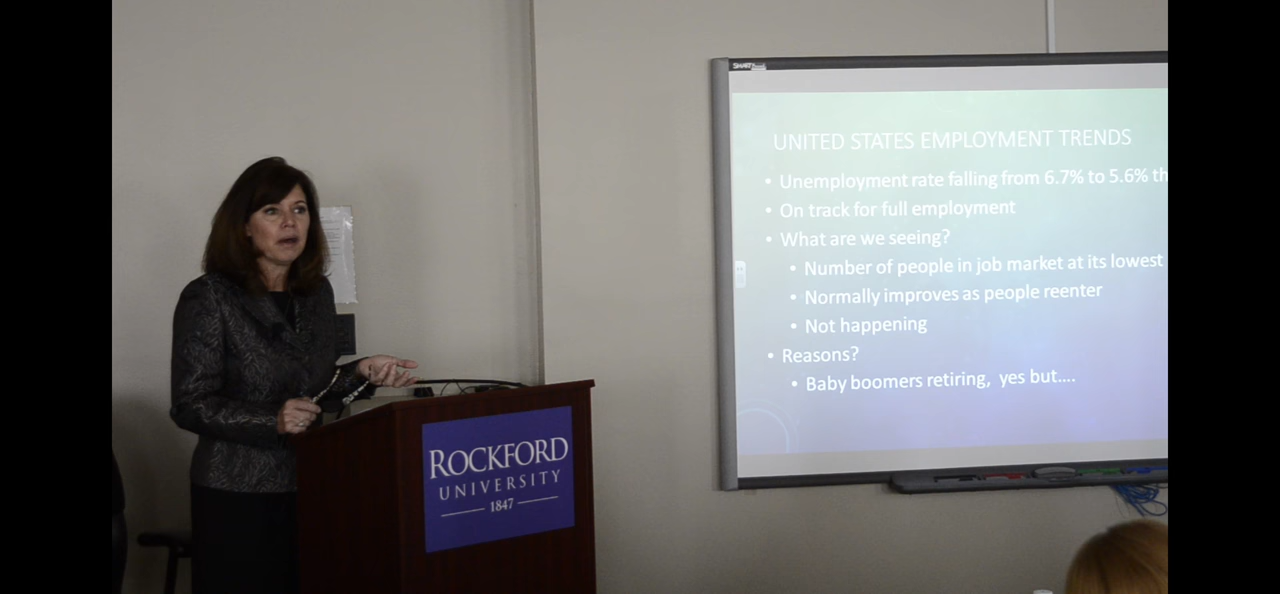 SMART
UNITED STATES EMPLOYMENT TRENDS
• Unemployment rate falling from 6.7% to 5.6% th
• On track for full employment
• What are we seeing?
• Number of people in job market at its lowest
• Normally improves as people reenter
• Not happening
• Reasons?
• Baby boomers retiring, yes but....
ROCKFORD
UNIVERSITY
1847